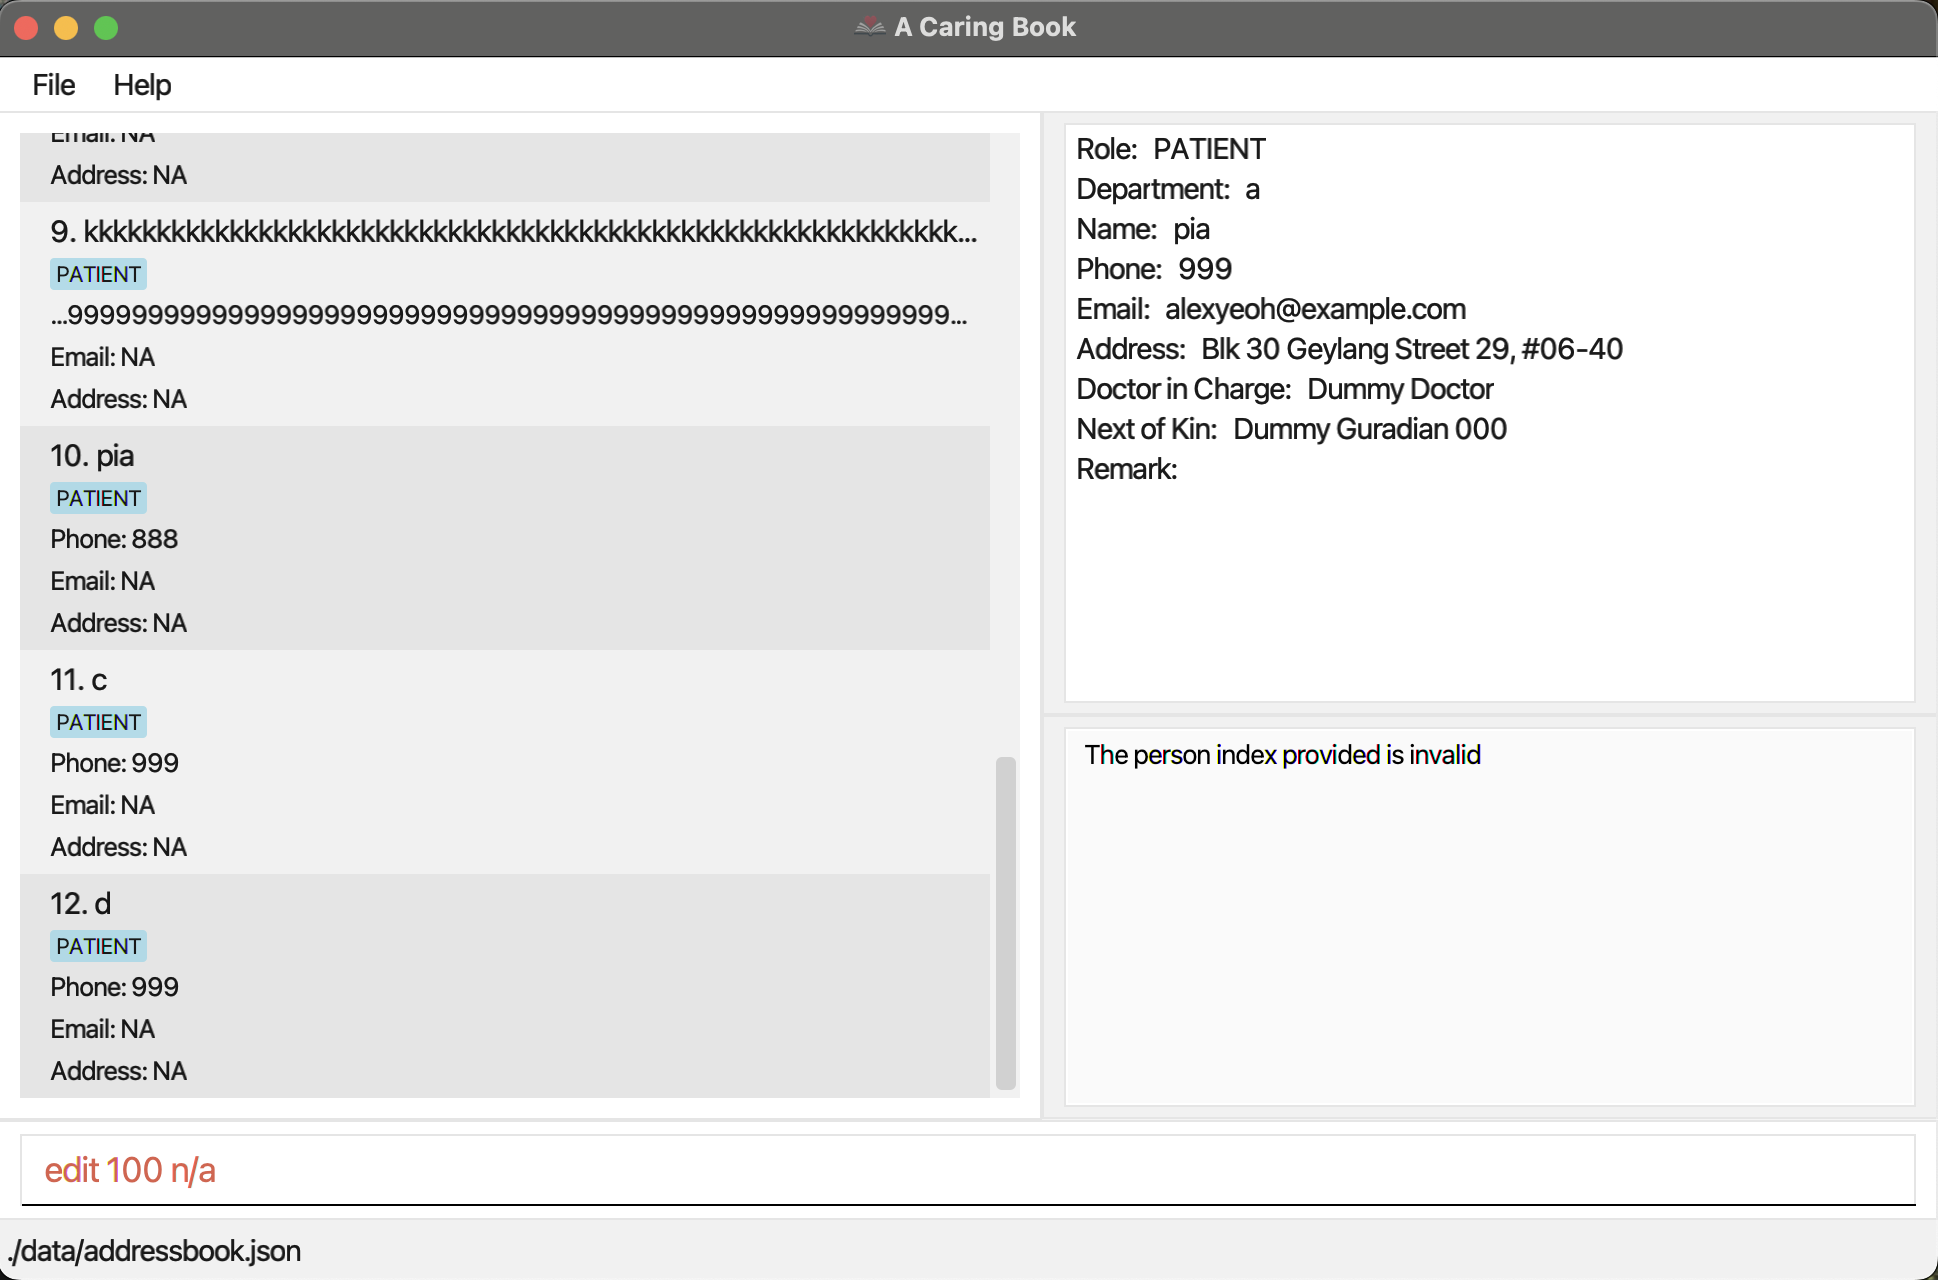 A Caring Book
File Help
Email: NA
Address: NA
9. kkkkkkkkkkkkkkkkkkkkkkkkkkkkkkkkkkkkkkkkkkkkkkkkkkkkkkkkkkkkk...
PATIENT
...9999999999999999999999999999999999999999999999999999999...
Email: NA
Address: NA
10. pia
PATIENT
Phone: 888
Email: NA
Address: NA
11. c
PATIENT
Phone: 999
Email: NA
Address: NA
12. d
PATIENT
Phone: 999
Email: NA
Address: NA
Role: PATIENT
Department: a
Name: pia
Phone: 999
Email: alexyeoh@example.com
Address: Blk 30 Geylang Street 29, #06-40
Doctor in Charge: Dummy Doctor
Next of Kin: Dummy Guradian 000
Remark:
The person index provided is invalid
edit 100 n/a
./data/addressbook.json